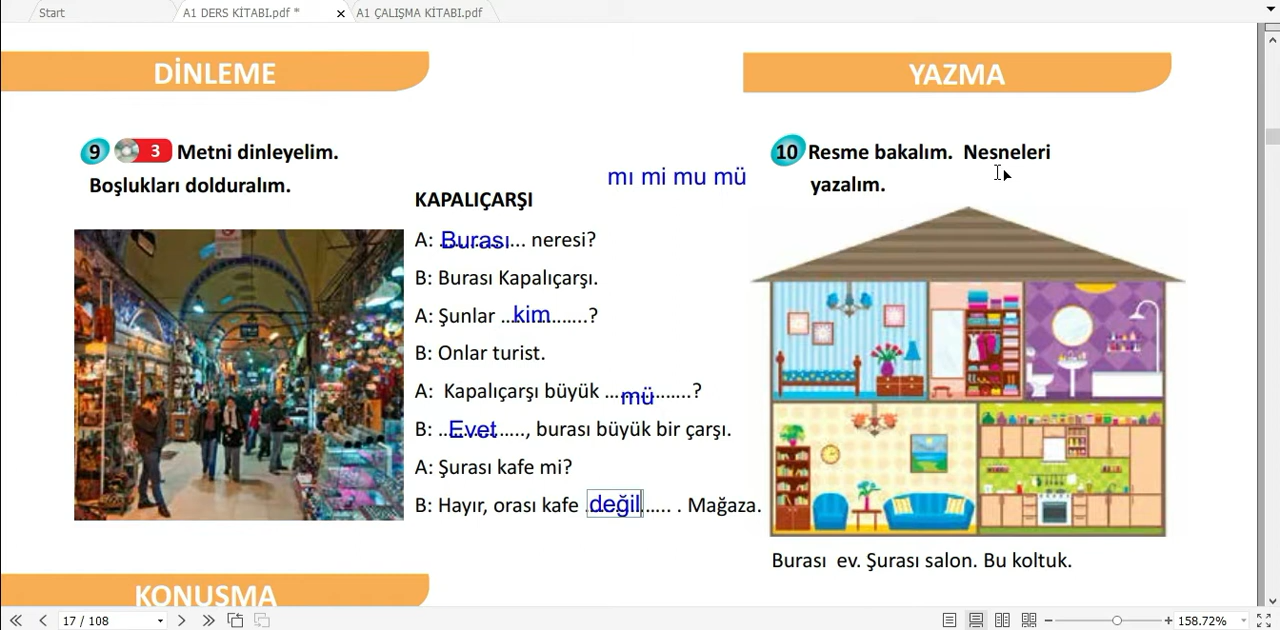 Start
A1 DERS KİTABI.pdf *
A1 ÇALIŞMA KİTABI.pdf
DİNLEME
9 3 Metni dinleyelim.
Boşlukları dolduralım.
mı mi mu mü
KAPALIÇARŞI
A: Burası... neresi?
B: Burası Kapalıçarşı.
A: Şunlar ...kim.......?
B: Onlar turist.
A: Kapalıçarşı büyük ...mü.......?
B: ..Evet....., burası büyük bir çarşı.
A: Şurası kafe mi?
B: Hayır, orası kafe değil..... . Mağaza.
YAZMA
10 Resme bakalım. Nesneleri
yazalım.
Burası ev. Şurası salon. Bu koltuk.
KONUŞMA
17 / 108
158.72%